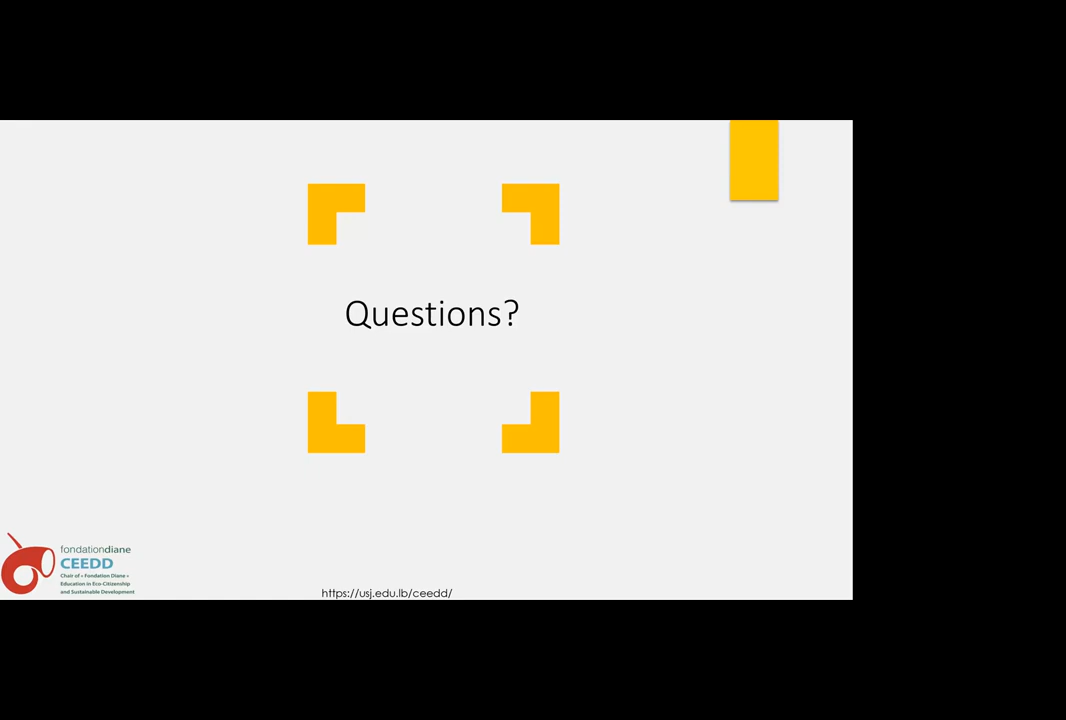 Questions?
fondationdiane
CEEDD
Chair of « Fondation Diane »
Education in Eco-Citizenship
and Sustainable Development
https://usj.edu.lb/ceedd/